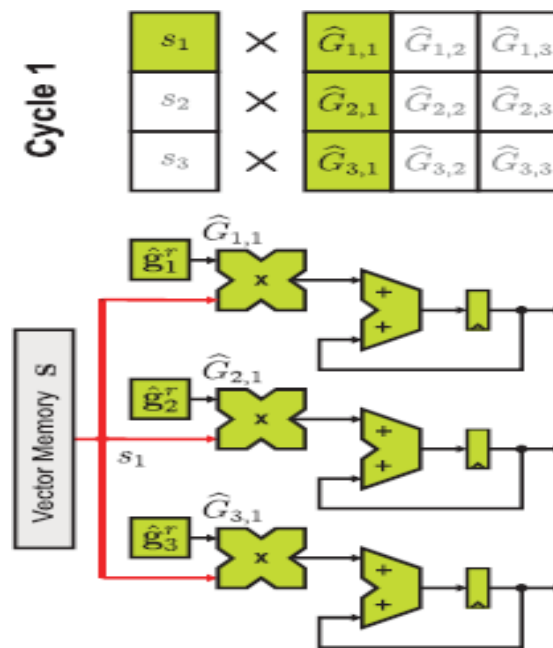 Cycle 1
s₁ × Ĝ₁,₁ Ĝ₁,₂ Ĝ₁,₃
s₂ × Ĝ₂,₁ Ĝ₂,₂ Ĝ₂,₃
s₃ × Ĝ₃,₁ Ĝ₃,₂ Ĝ₃,₃
Vector Memory s
s₁
Ĝ₁,₁
ĝ₁ʳ
x
+
+
Ĝ₂,₁
ĝ₂ʳ
x
+
+
Ĝ₃,₁
ĝ₃ʳ
x
+
+